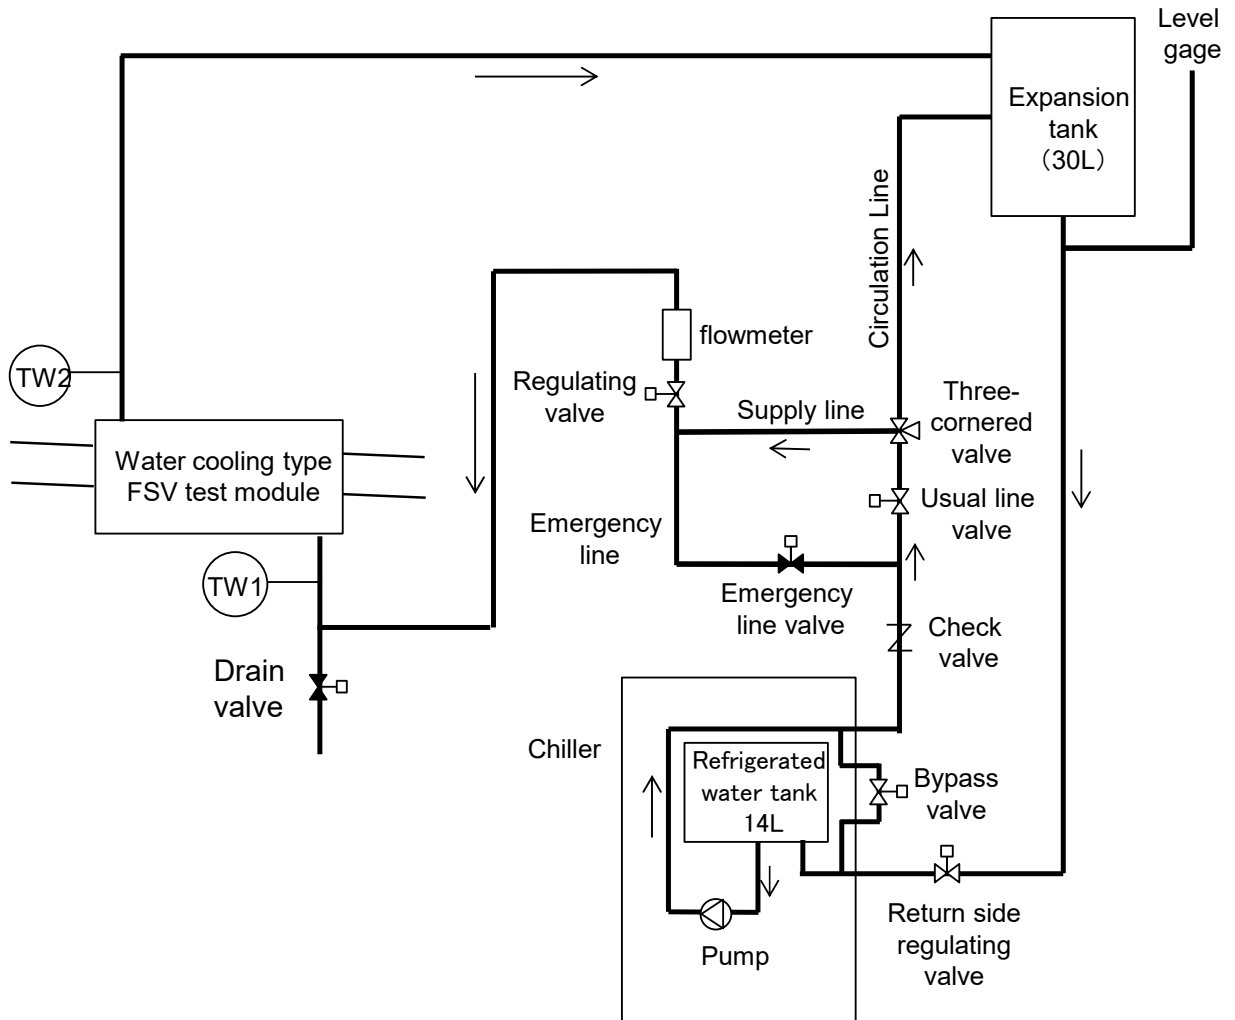 Level
gage
Expansion
tank
（30L）
Circulation Line
flowmeter
TW2
Regulating
valve
Supply line
Three-
cornered
valve
Water cooling type
FSV test module
Usual line
valve
Emergency
line
TW1
Emergency
line valve
Check
valve
Drain
valve
Chiller
Refrigerated
water tank
14L
Bypass
valve
Return side
regulating
valve
Pump